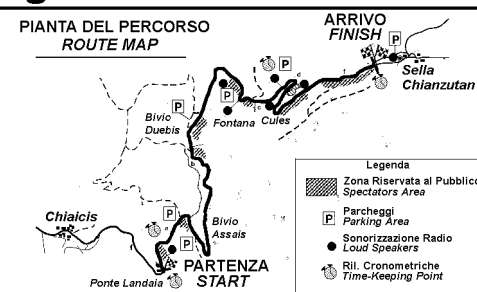 PIANTA DEL PERCORSO
ROUTE MAP
ARRIVO
FINISH
P
P
Sella
Chianzutan
P
P
Bivio
Duebis
Fontana
Cules
Chiaicis
P
P
Bivio
Assais
PARTENZA
START
Ponte Landaia
Legenda
Zona Riservata al Pubblico
Spectators Area
P
Parcheggi
Parking Area
Sonorizzazione Radio
Loud Speakers
Ril. Cronometriche
Time-Keeping Point